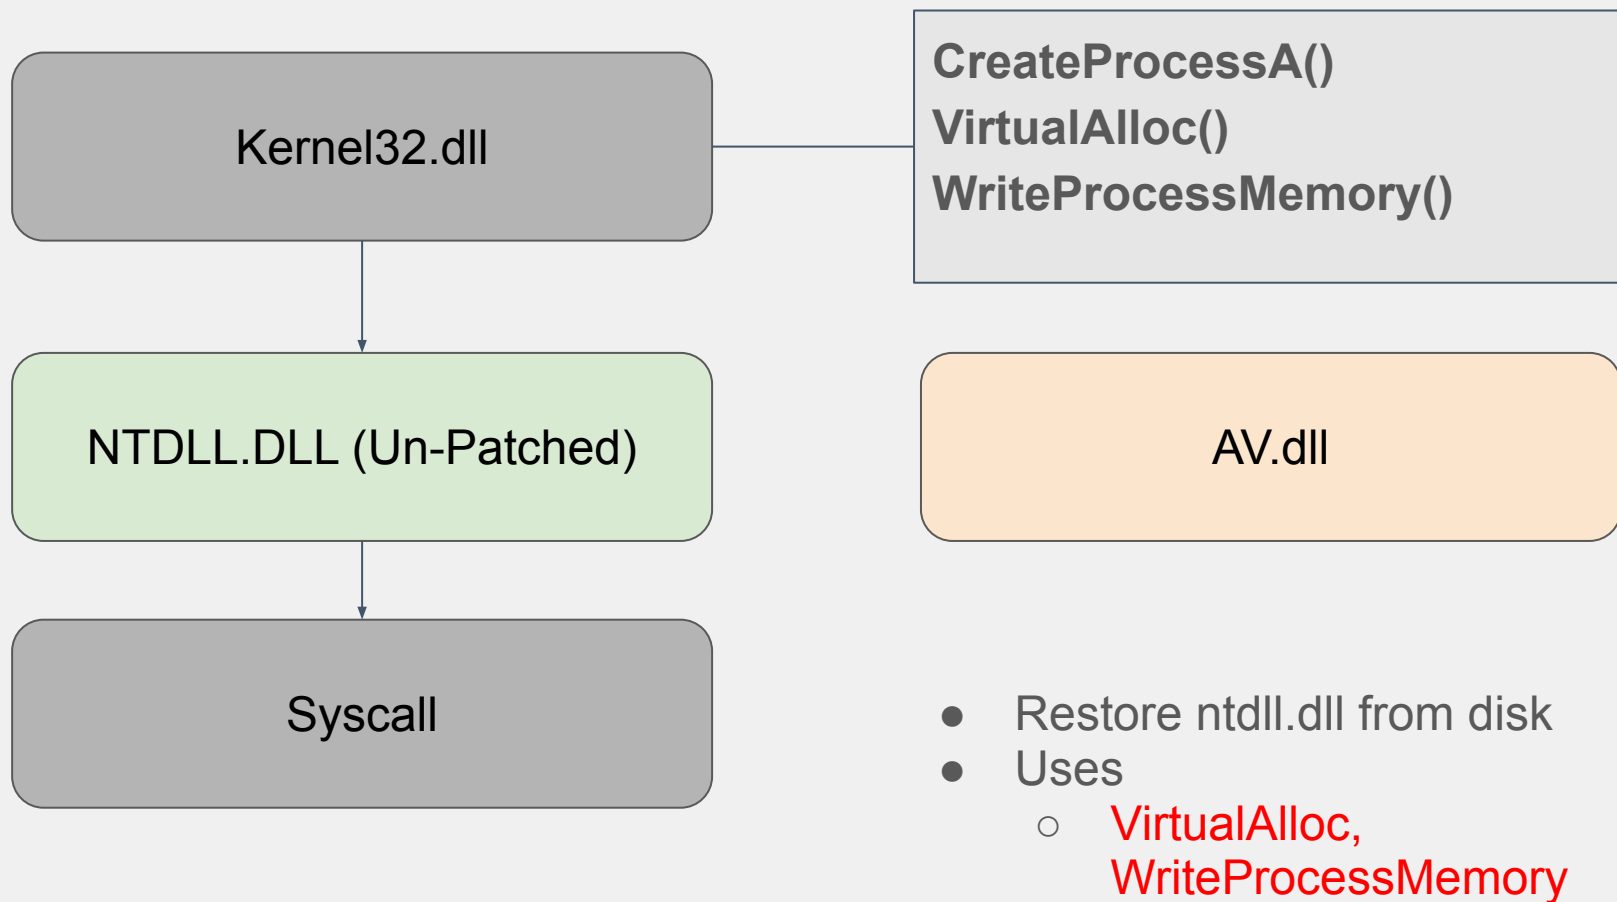 Kernel32.dll
CreateProcessA()
VirtualAlloc()
WriteProcessMemory()
NTDLL.DLL (Un-Patched)
AV.dll
Syscall
● Restore ntdll.dll from disk
● Uses
○ VirtualAlloc,
WriteProcessMemory